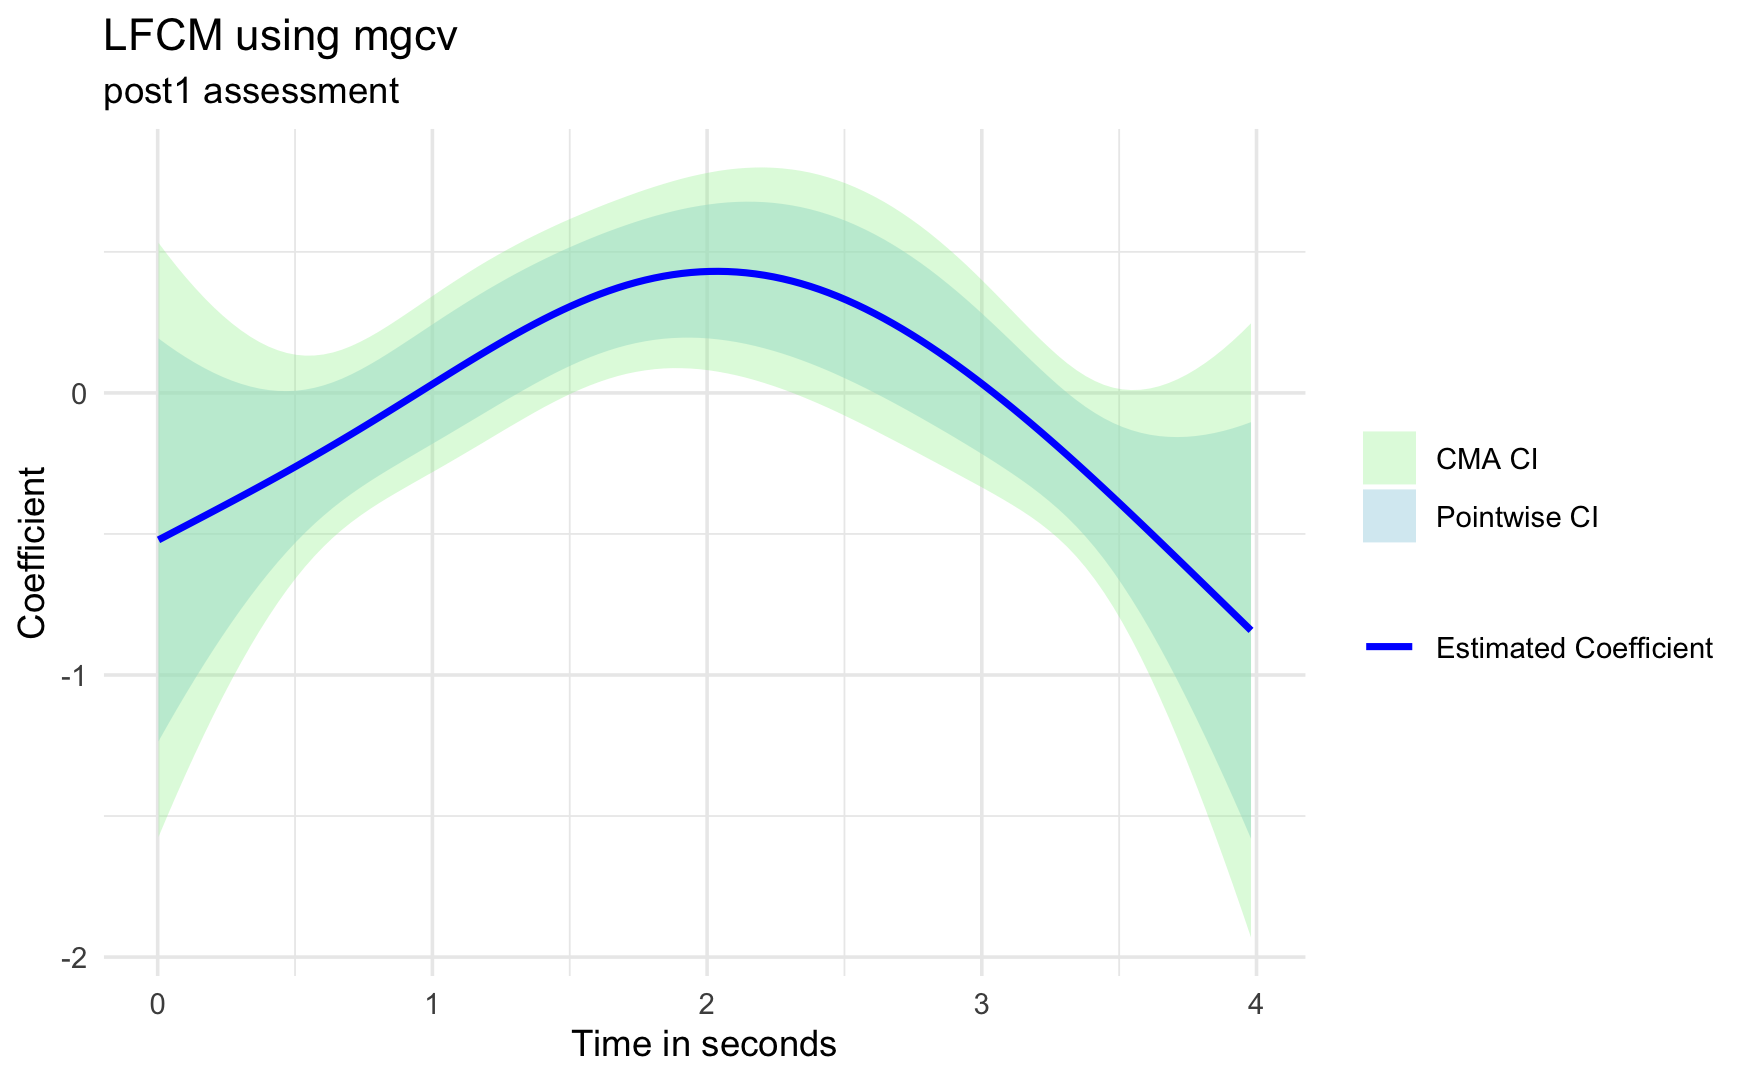 LFCM using mgcv
post1 assessment
Coefficient
0
-1
-2
0 1 2 3 4
Time in seconds
CMA CI
Pointwise CI
Estimated Coefficient